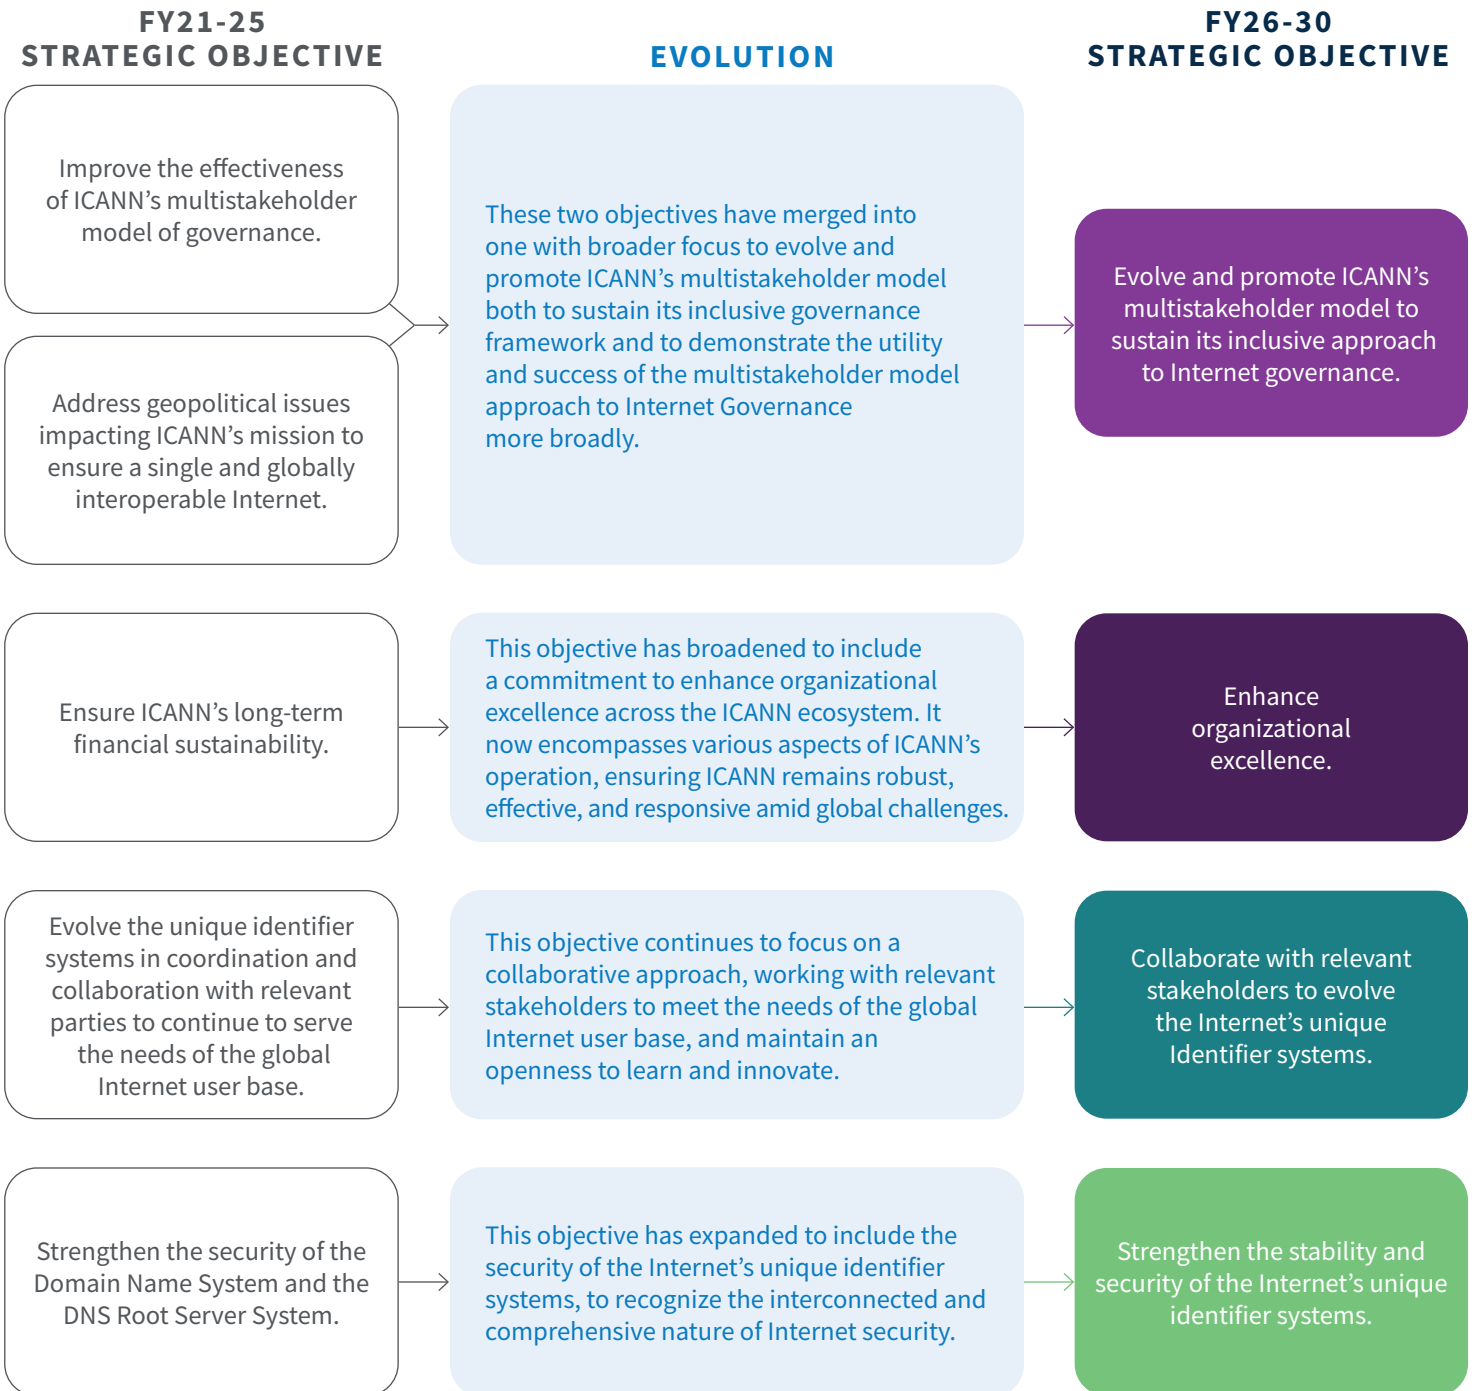 FY21-25
STRATEGIC OBJECTIVE
EVOLUTION
FY26-30
STRATEGIC OBJECTIVE
Improve the effectiveness
of ICANN’s multistakeholder
model of governance.
Address geopolitical issues
impacting ICANN’s mission to
ensure a single and globally
interoperable Internet.
These two objectives have merged into
one with broader focus to evolve and
promote ICANN’s multistakeholder model
both to sustain its inclusive governance
framework and to demonstrate the utility
and success of the multistakeholder model
approach to Internet Governance
more broadly.
Evolve and promote ICANN’s
multistakeholder model to
sustain its inclusive approach
to Internet governance.
Ensure ICANN’s long-term
financial sustainability.
This objective has broadened to include
a commitment to enhance organizational
excellence across the ICANN ecosystem. It
now encompasses various aspects of ICANN’s
operation, ensuring ICANN remains robust,
effective, and responsive amid global challenges.
Enhance
organizational
excellence.
Evolve the unique identifier
systems in coordination and
collaboration with relevant
parties to continue to serve
the needs of the global
Internet user base.
This objective continues to focus on a
collaborative approach, working with relevant
stakeholders to meet the needs of the global
Internet user base, and maintain an
openness to learn and innovate.
Collaborate with relevant
stakeholders to evolve
the Internet’s unique
Identifier systems.
Strengthen the security of the
Domain Name System and the
DNS Root Server System.
This objective has expanded to include the
security of the Internet’s unique identifier
systems, to recognize the interconnected and
comprehensive nature of Internet security.
Strengthen the stability and
security of the Internet’s unique
identifier systems.